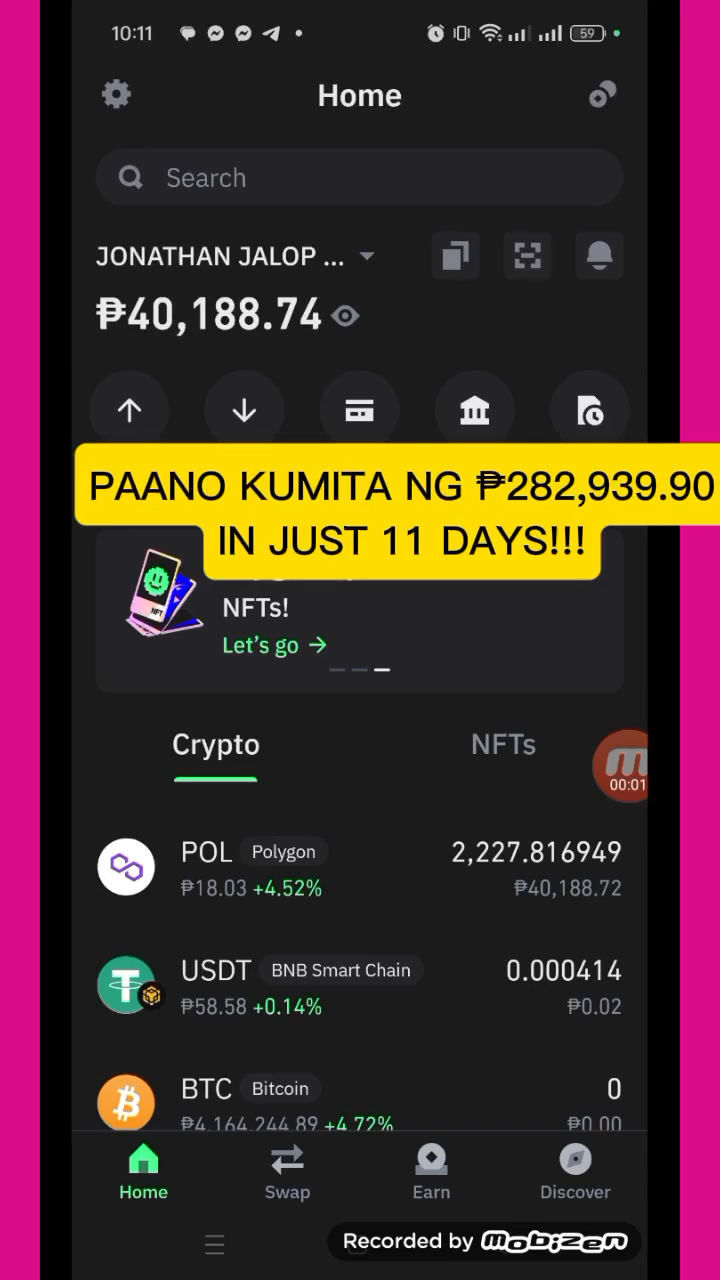 10:11
59
Home
Search
JONATHAN JALOP ...
₱40,188.74
PAANO KUMITA NG ₱282,939.90
IN JUST 11 DAYS!!!
NFT
NFTs!
Let's go →
Crypto
NFTs
m
00:01
POL Polygon 2,227.816949
₱18.03 +4.52% ₱40,188.72
USDT BNB Smart Chain 0.000414
₱58.58 +0.14% ₱0.02
BTC Bitcoin 0
₱4,164,244.89 +4.72% ₱0.00
Home
Swap
Earn
Discover
Recorded by mobizen